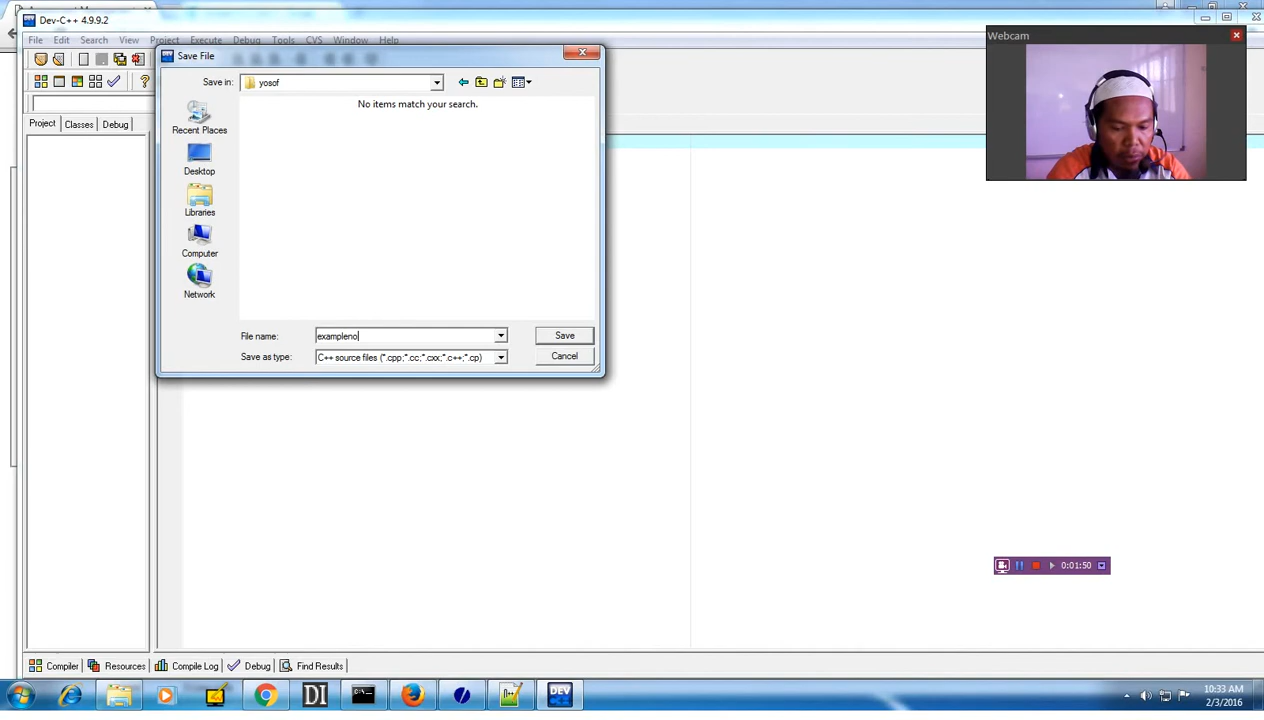 Dev-C++ 4.9.9.2
File Edit Search View Project Execute Debug Tools CVS Window Help
Webcam
Save File
Save in: yosof
No items match your search.
Project Classes Debug
Recent Places
Desktop
Libraries
Computer
Network
File name: exampleno
Save
Save as type: C++ source files (*.cpp;*.cc;*.cxx;*.c++;*.cp)
Cancel
0:01:50
Compiler Resources Compile Log Debug Find Results
DI DEV
10:33 AM
2/3/2016